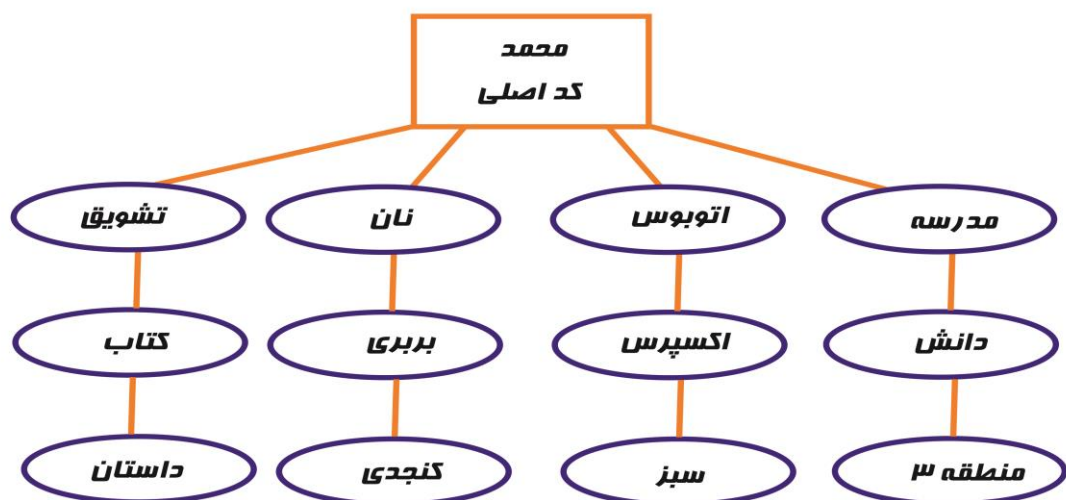 محمد
کد اصلی
مدرسه
اتوبوس
نان
تشویق
دانش
اکسپرس
بربری
کتاب
منطقه ۳
سبز
کنجدی
داستان